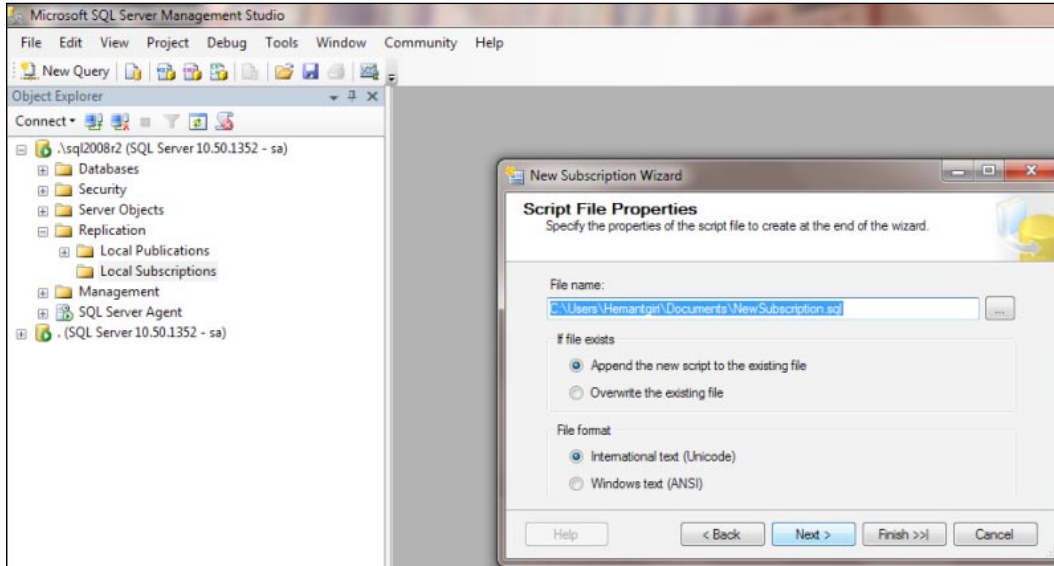 Microsoft SQL Server Management Studio
File Edit View Project Debug Tools Window Community Help
New Query
Object Explorer
Connect
.\sql2008r2 (SQL Server 10.50.1352 - sa)
Databases
Security
Server Objects
Replication
Local Publications
Local Subscriptions
Management
SQL Server Agent
. (SQL Server 10.50.1352 - sa)
New Subscription Wizard
Script File Properties
Specify the properties of the script file to create at the end of the wizard.
File name:
C:\Users\Hemantgiri\Documents\NewSubscription.sql
...
If file exists
Append the new script to the existing file
Overwrite the existing file
File format
International text (Unicode)
Windows text (ANSI)
Help < Back Next > Finish >>| Cancel